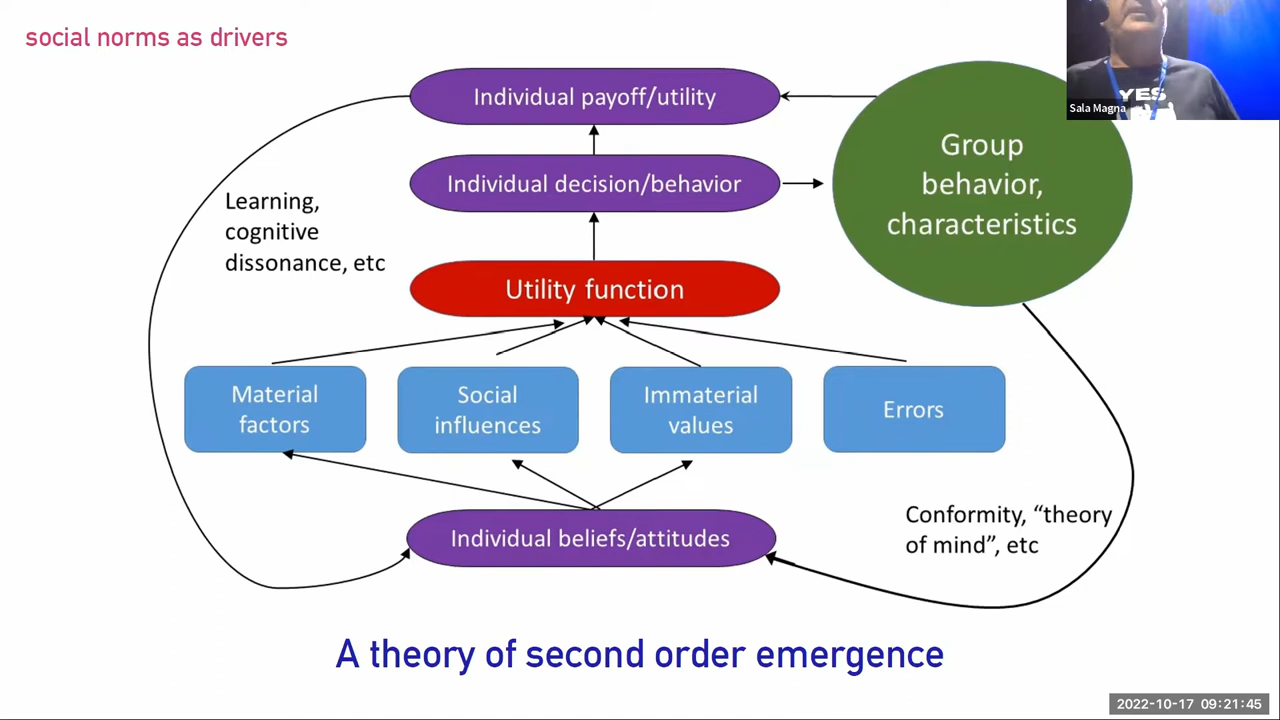 social norms as drivers
Individual payoff/utility
YES
Sala Magna
Group
behavior,
characteristics
Individual decision/behavior
Learning,
cognitive
dissonance, etc
Utility function
Material
factors
Social
influences
Immaterial
values
Errors
Conformity, “theory
of mind”, etc
Individual beliefs/attitudes
A theory of second order emergence
2022-10-17 09:21:45